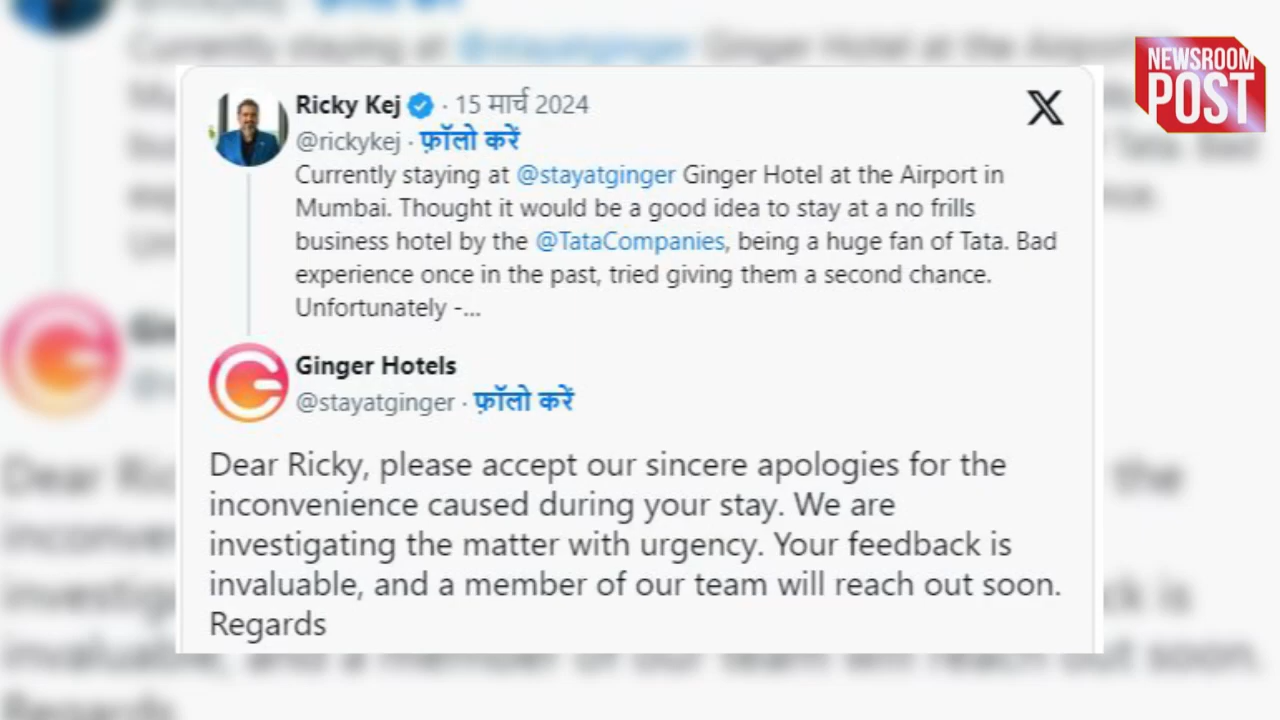 NEWSROOM
POST
Ricky Kej · 15 मार्च 2024
@rickykej · फ़ॉलो करें
Currently staying at @stayatginger Ginger Hotel at the Airport in
Mumbai. Thought it would be a good idea to stay at a no frills
business hotel by the @TataCompanies, being a huge fan of Tata. Bad
experience once in the past, tried giving them a second chance.
Unfortunately -...
Ginger Hotels
@stayatginger · फ़ॉलो करें
Dear Ricky, please accept our sincere apologies for the
inconvenience caused during your stay. We are
investigating the matter with urgency. Your feedback is
invaluable, and a member of our team will reach out soon.
Regards